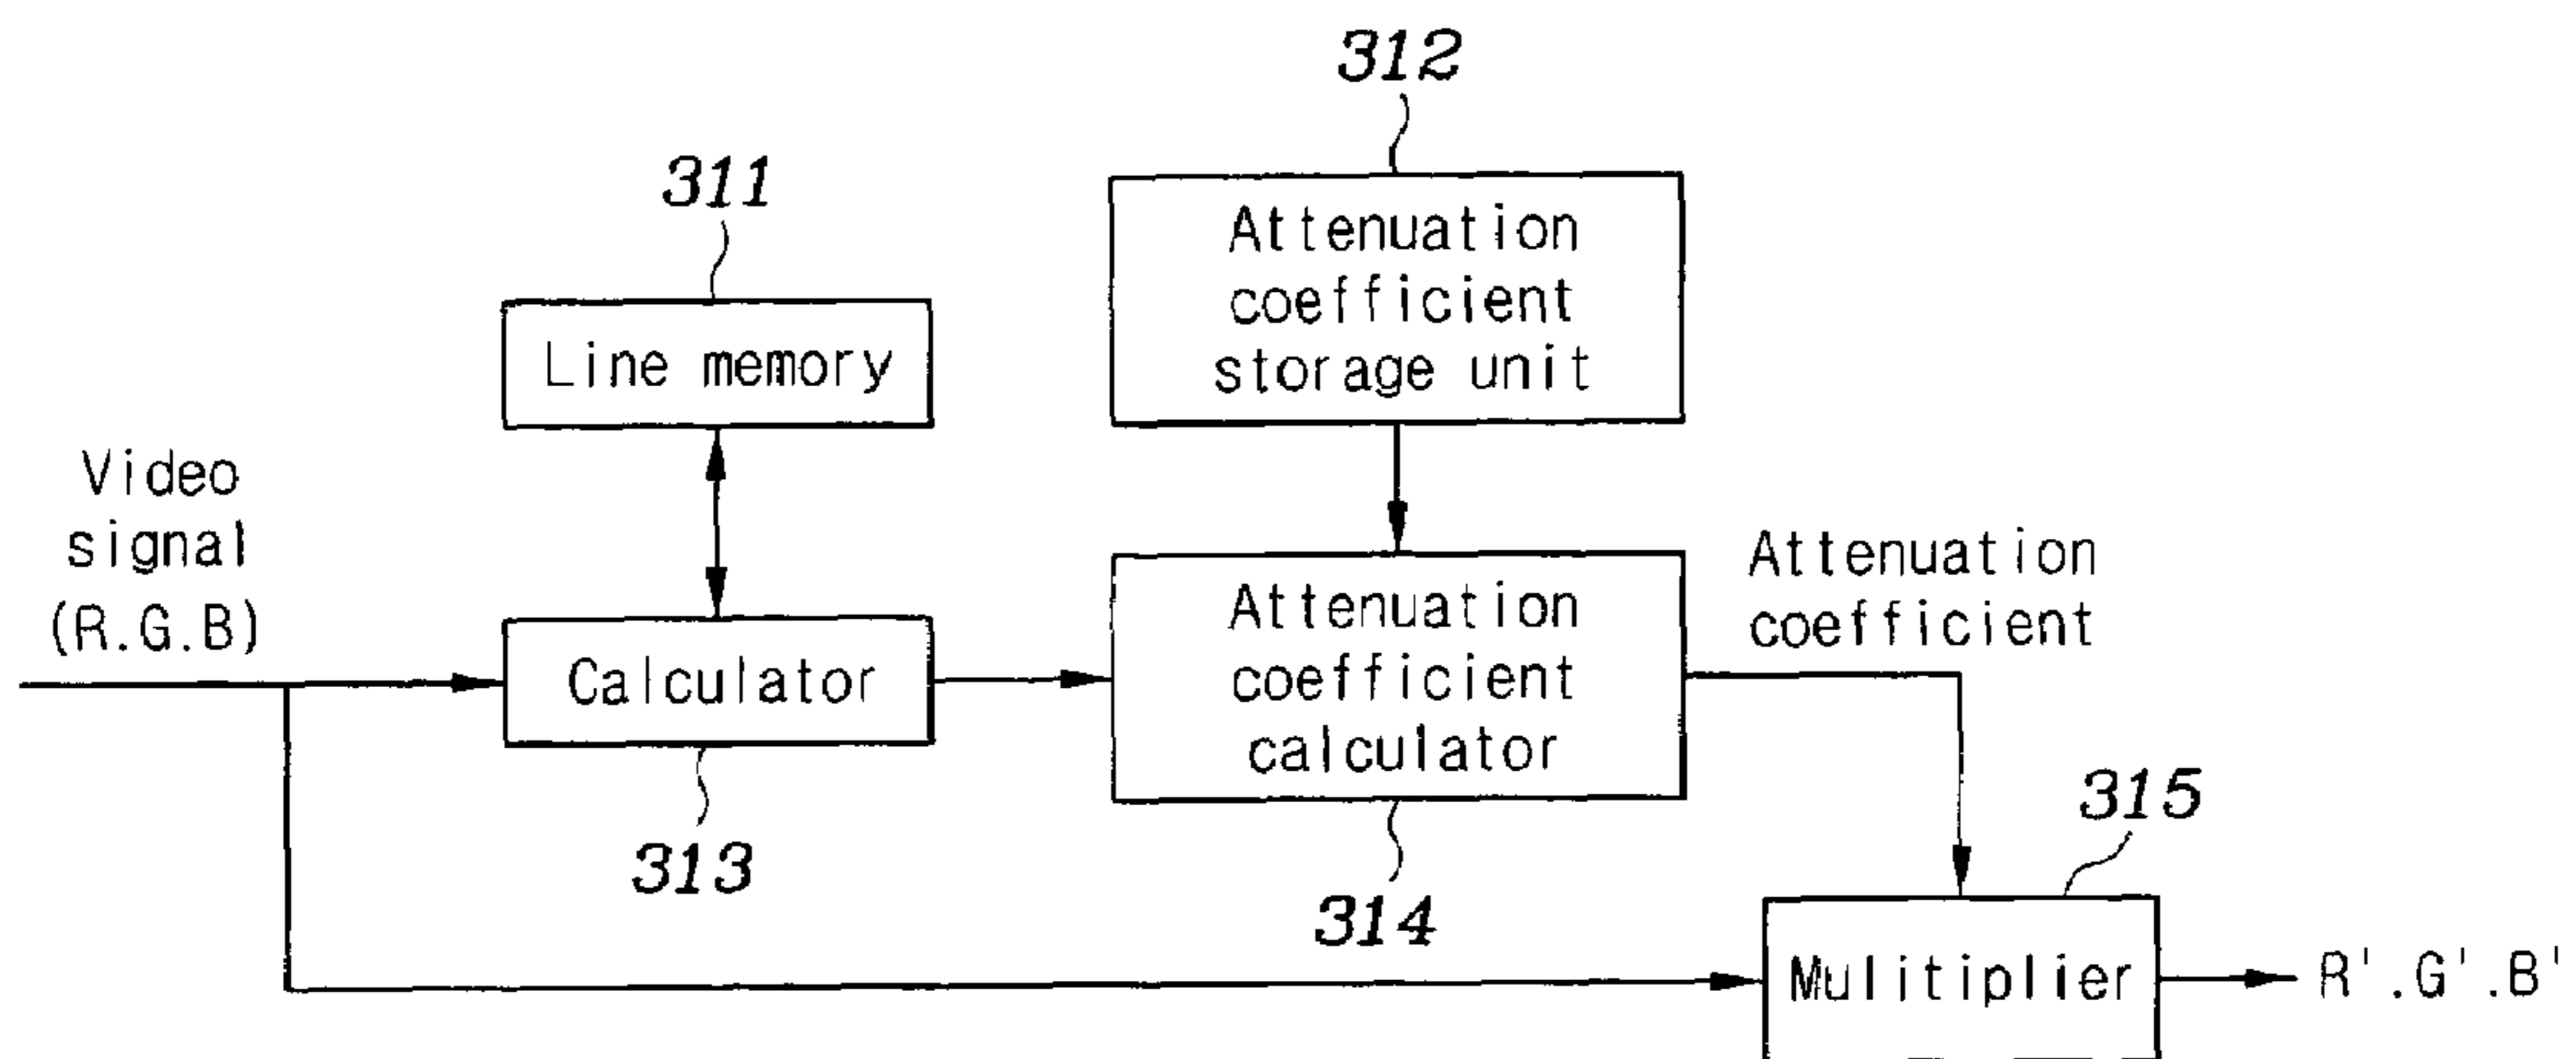 312
311
Attenuation
coefficient
storage unit
Line memory
Video
signal
(R.G.B)
Attenuation
coefficient
Calculator
Attenuation
coefficient
calculator
313
314
315
Mulitiplier
R'.G'.B'